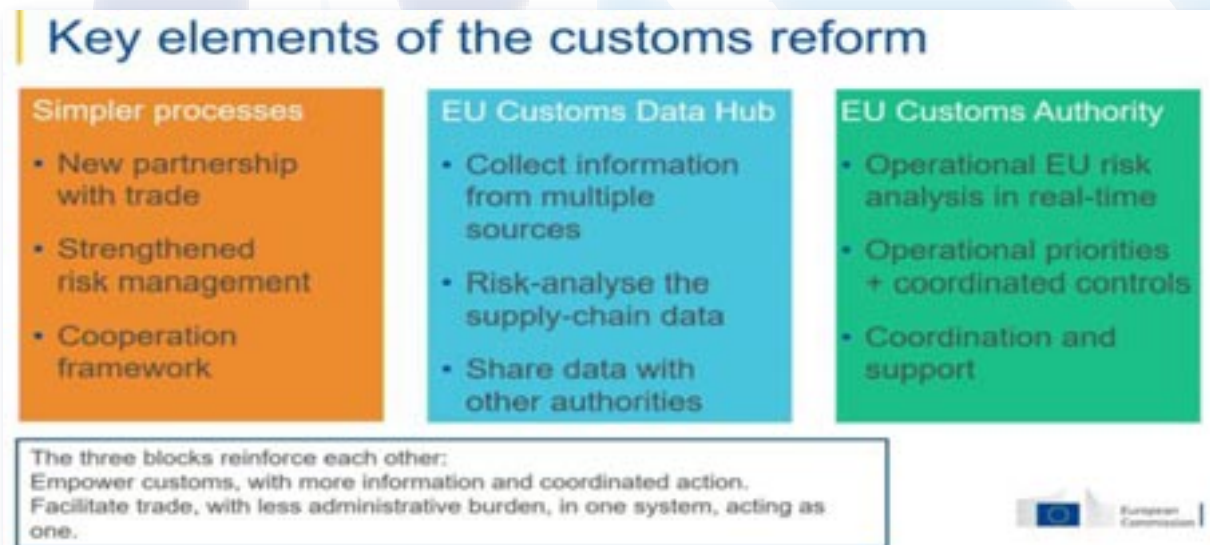 Key elements of the customs reform
Simpler processes
• New partnership
with trade
• Strengthened
risk management
• Cooperation
framework
EU Customs Data Hub
• Collect information
from multiple
sources
• Risk-analyse the
supply-chain data
• Share data with
other authorities
EU Customs Authority
• Operational EU risk
analysis in real-time
• Operational priorities
+ coordinated controls
• Coordination and
support
The three blocks reinforce each other:
Empower customs, with more information and coordinated action.
Facilitate trade, with less administrative burden, in one system, acting as
one.
European
Commission